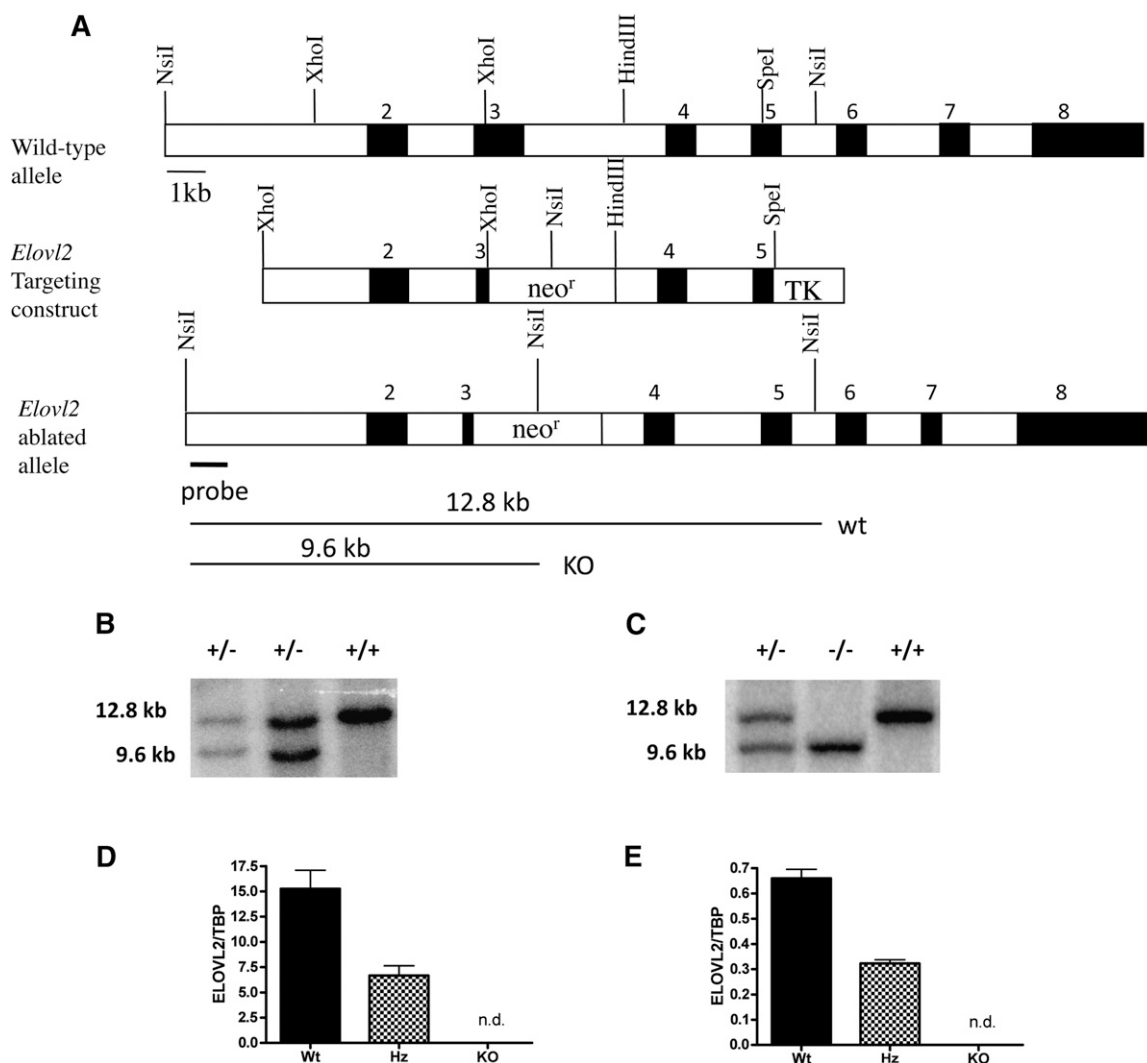 A
NsiI XhoI XhoI HindIII SpeI NsiI
2 3 4 5 6 7 8
Wild-type
allele
1kb
XhoI XhoI NsiI HindIII SpeI
Elovl2
Targeting
construct
2 3 4 5
neoʳ
TK
NsiI NsiI NsiI
Elovl2
ablated
allele
2 3 4 5 6 7 8
neoʳ
probe
12.8 kb
wt
9.6 kb
KO
B
+/- +/- +/+
12.8 kb
9.6 kb
C
+/- -/- +/+
12.8 kb
9.6 kb
D
ELOVL2/TBP
17.5
15.0
12.5
10.0
7.5
5.0
2.5
0.0
n.d.
Wt Hz KO
E
ELOVL2/TBP
0.7
0.6
0.5
0.4
0.3
0.2
0.1
0.0
n.d.
Wt Hz KO